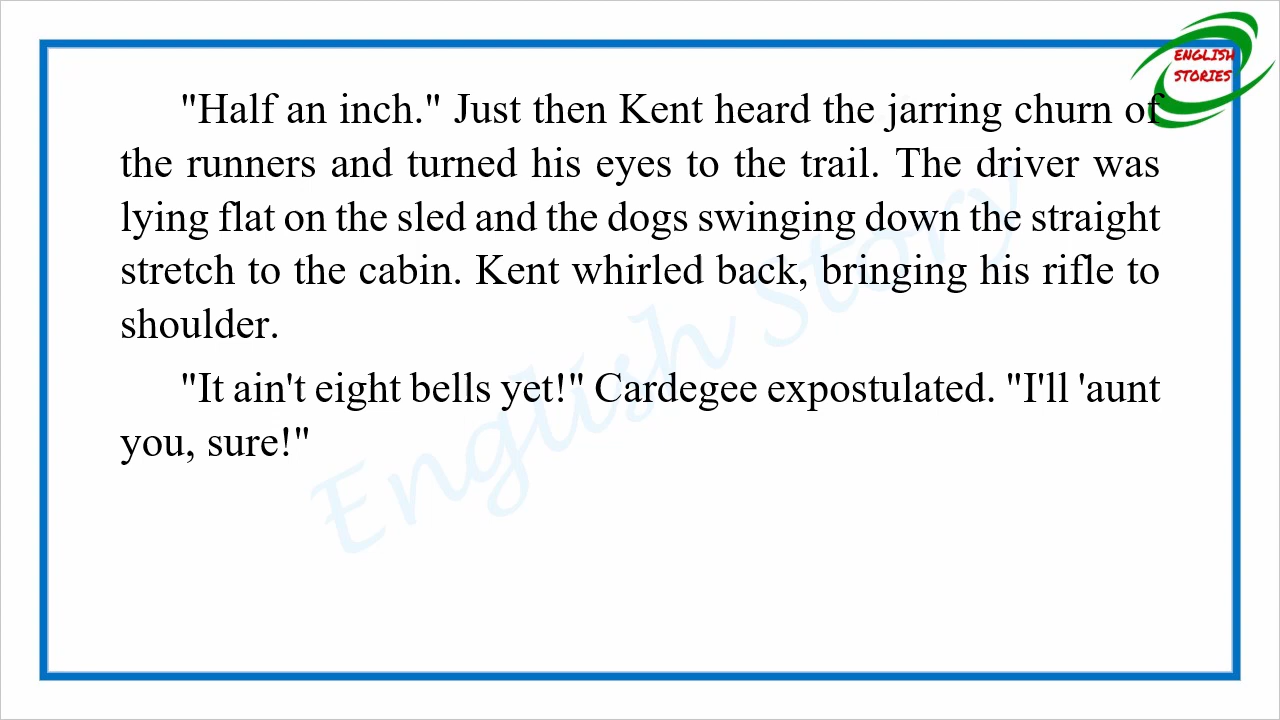 ENGLISH
STORIES
"Half an inch." Just then Kent heard the jarring churn of
the runners and turned his eyes to the trail. The driver was
lying flat on the sled and the dogs swinging down the straight
stretch to the cabin. Kent whirled back, bringing his rifle to
shoulder.
"It ain't eight bells yet!" Cardegee expostulated. "I'll 'aunt
you, sure!"
English Story